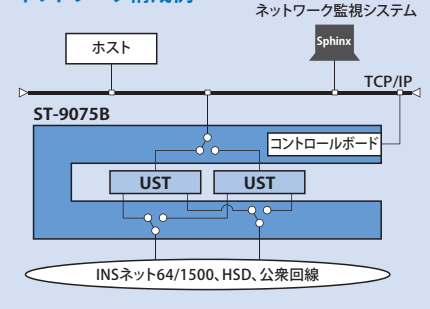 ネットワーク監視システム
ホスト
Sphinx
TCP/IP
ST-9075B
コントロールボード
UST
UST
INSネット64/1500、HSD、公衆回線